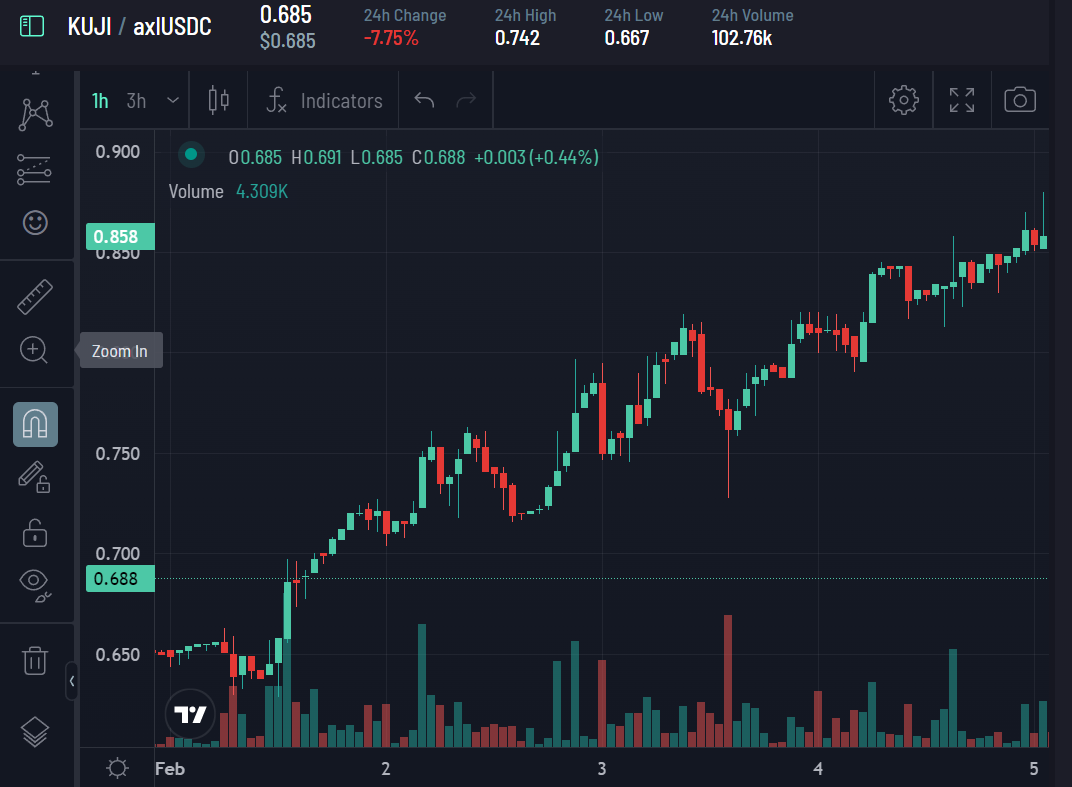 KUJI / axlUSDC
0.685
$0.685
24h Change
-7.75%
24h High
0.742
24h Low
0.667
24h Volume
102.76k
1h 3h Indicators
O0.685 H0.691 L0.685 C0.688 +0.003 (+0.44%)
Volume 4.309K
0.900
0.858
0.850
Zoom In
0.750
0.700
0.688
0.650
Feb 2 3 4 5